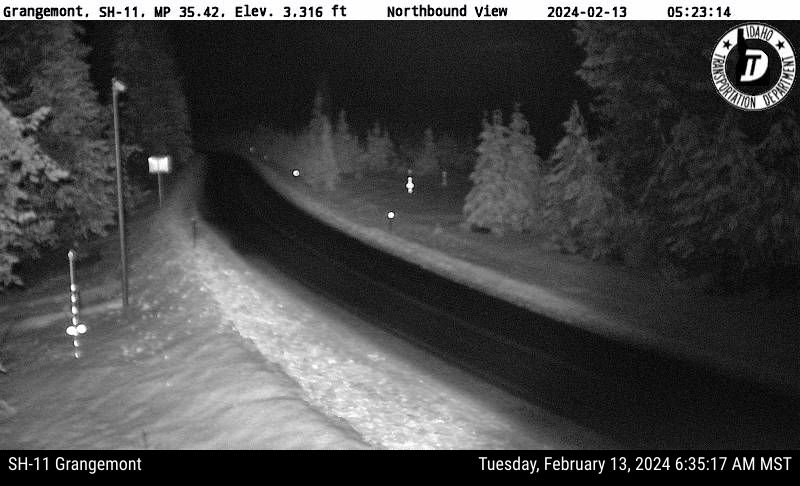 Grangemont, SH-11, MP 35.42, Elev. 3,316 ft Northbound View 2024-02-13 05:23:14
IDAHO
TRANSPORTATION DEPARTMENT
SH-11 Grangemont Tuesday, February 13, 2024 6:35:17 AM MST